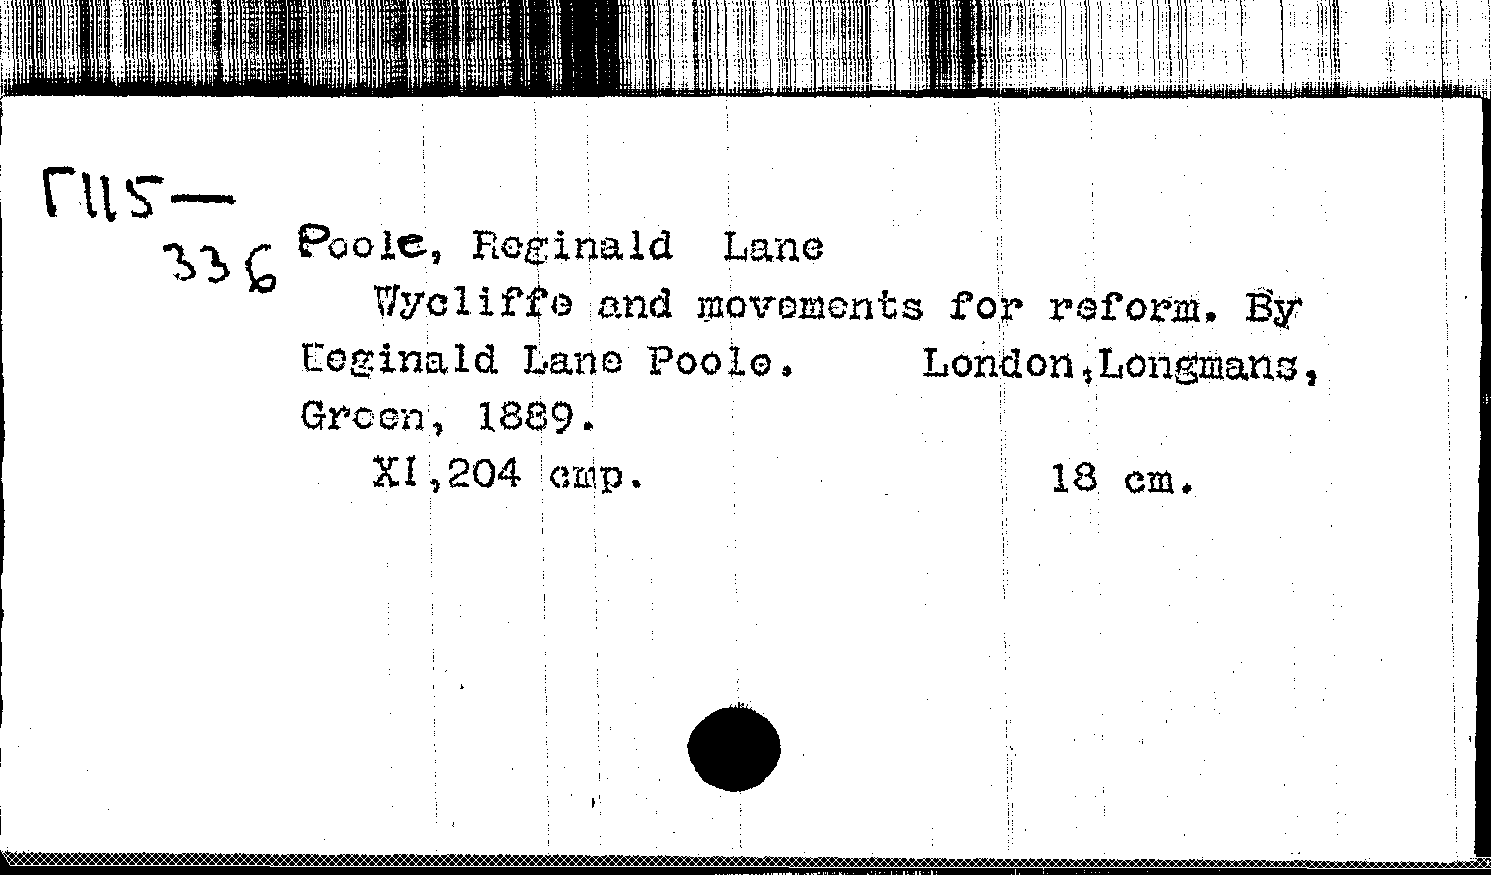 Г115—
336
Poole, Reginald Lane
Wycliffe and movements for reform. By
Reginald Lane Poole. London,Longmans,
Green, 1889.
XI,204 cmp. 18 cm.